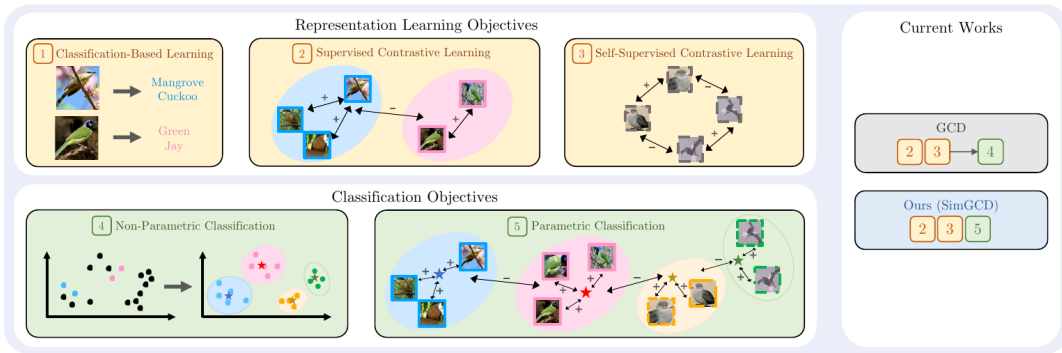 Representation Learning Objectives
1 Classification-Based Learning
Mangrove
Cuckoo
Green
Jay
2 Supervised Contrastive Learning
+
−
+
+
3 Self-Supervised Contrastive Learning
+
−
−
+
Classification Objectives
4 Non-Parametric Classification
5 Parametric Classification
+
+
+
−
+
+
+
−
+
+
+
−
+
+
Current Works
GCD
2 3 4
Ours (SimGCD)
2 3 5